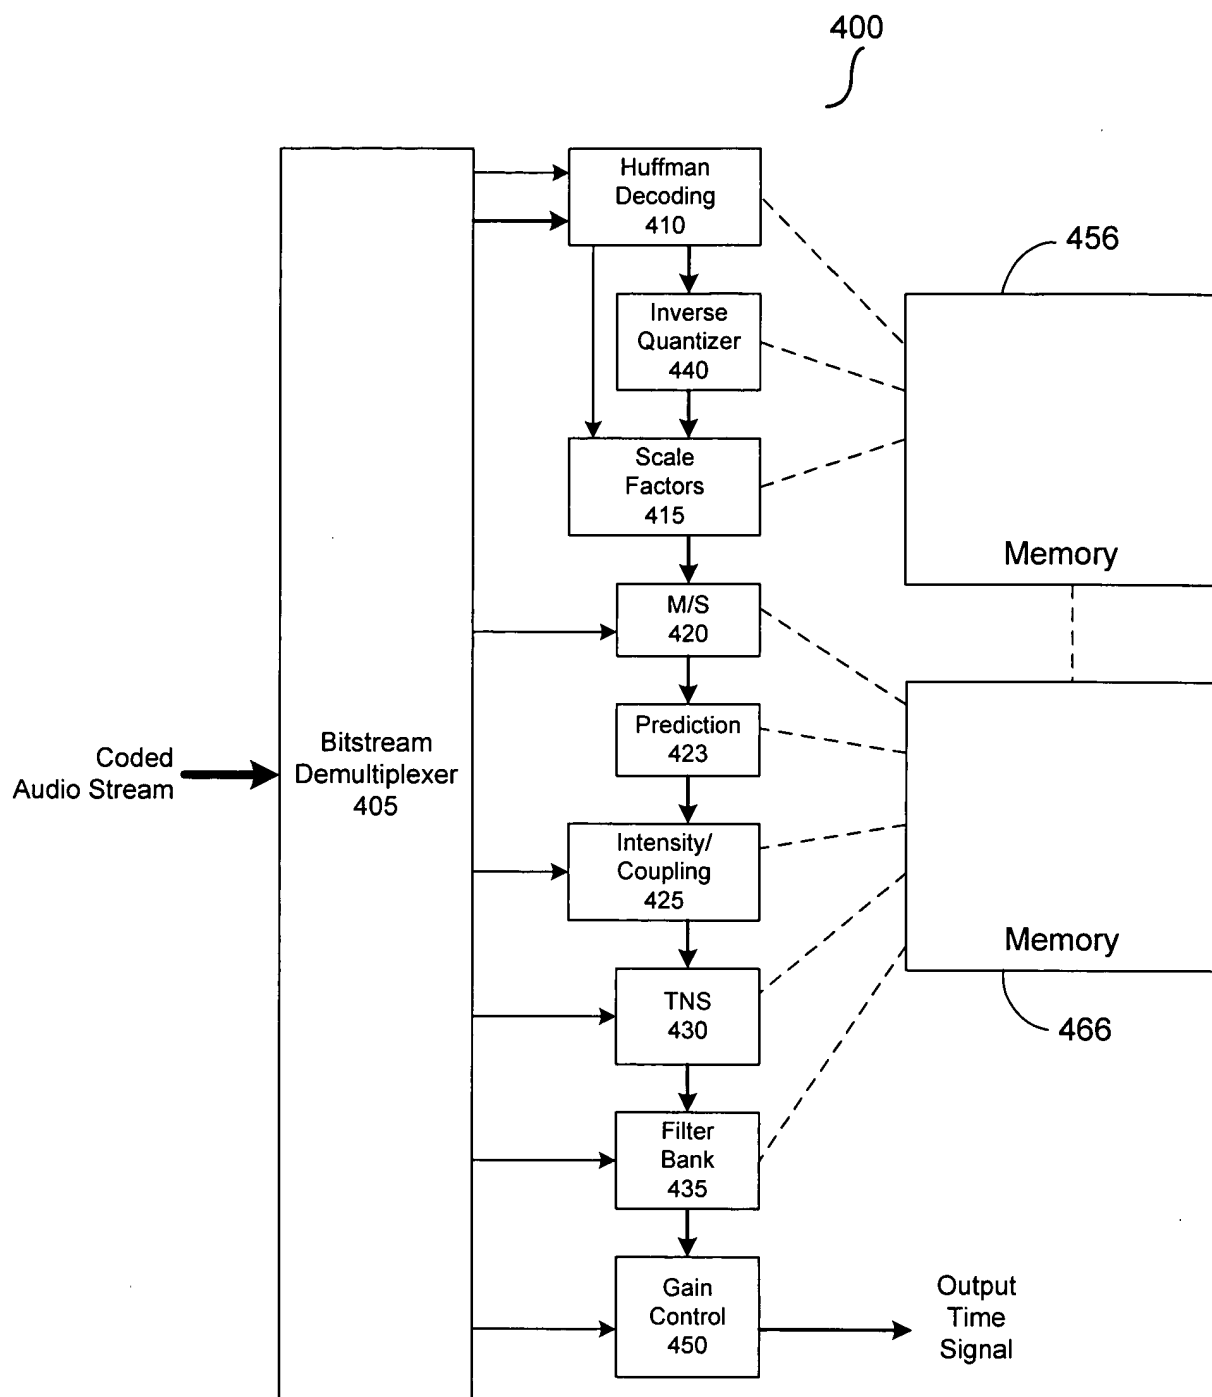 400
Huffman
Decoding
410
456
Inverse
Quantizer
440
Scale
Factors
415
Memory
M/S
420
Prediction
423
Coded
Audio Stream
Bitstream
Demultiplexer
405
Intensity/
Coupling
425
Memory
TNS
430
466
Filter
Bank
435
Gain
Control
450
Output
Time
Signal